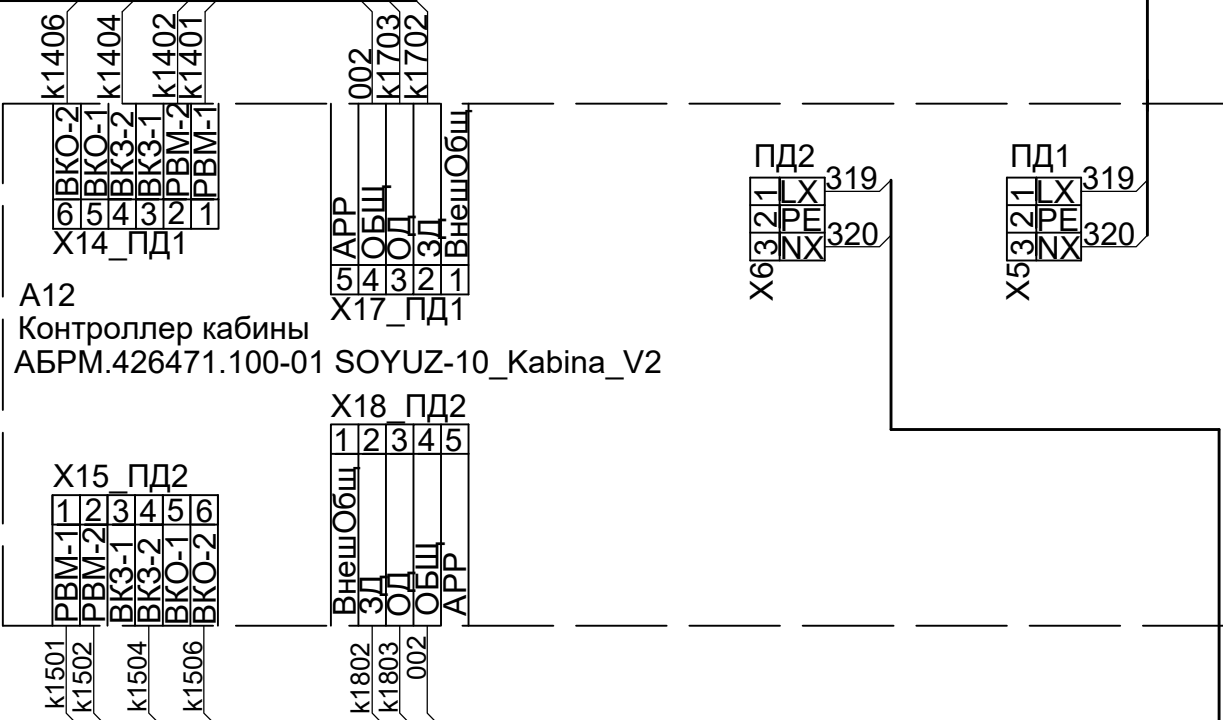 k1406 k1404 k1402 k1401 002 k1703 k1702
ВКО-2 ВКО-1 ВКЗ-2 ВКЗ-1 РВМ-2 РВМ-1
6 5 4 3 2 1
X14_ПД1
АРР ОБЩ ОД ЗД ВнешОбщ
5 4 3 2 1
X17_ПД1
ПД2
1 LX 319
2 PE
3 NX 320
X6
ПД1
1 LX 319
2 PE
3 NX 320
X5
А12
Контроллер кабины
АБРМ.426471.100-01 SOYUZ-10_Kabina_V2
X18_ПД2
1 2 3 4 5
ВнешОбщ ЗД ОД ОБЩ АРР
X15_ПД2
1 2 3 4 5 6
РВМ-1 РВМ-2 ВКЗ-1 ВКЗ-2 ВКО-1 ВКО-2
k1501 k1502 k1504 k1506 k1802 k1803 002